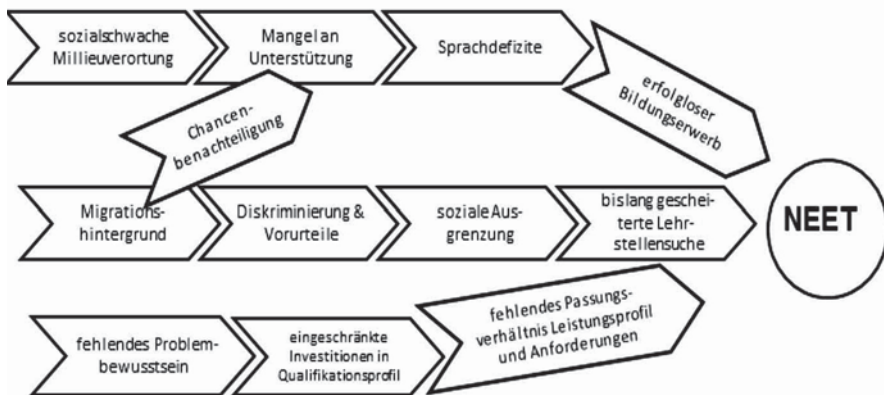 sozialschwache
Millieuverortung
Mangel an
Unterstützung
Sprachdefizite
erfolgloser
Bildungserwerb
Chancen-
benachteiligung
Migrations-
hintergrund
Diskriminierung &
Vorurteile
soziale Aus-
grenzung
bislang geschei-
terte Lehr-
stellensuche
NEET
fehlendes Problem-
bewusstsein
eingeschränkte
Investitionen in
Qualifikationsprofil
fehlendes Passungs-
verhältnis Leistungsprofil
und Anforderungen